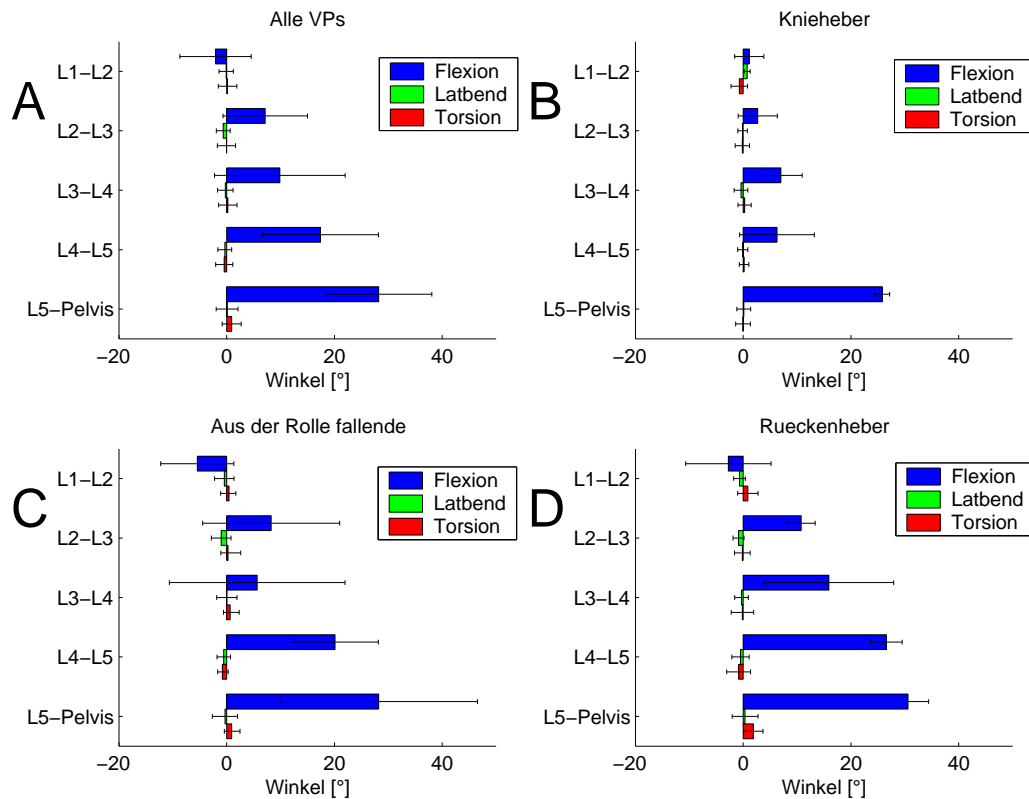 Alle VPs
A
L1−L2
L2−L3
L3−L4
L4−L5
L5−Pelvis
Flexion
Latbend
Torsion
−20 0 20 40
Winkel [°]
Knieheber
B
L1−L2
L2−L3
L3−L4
L4−L5
L5−Pelvis
Flexion
Latbend
Torsion
−20 0 20 40
Winkel [°]
Aus der Rolle fallende
C
L1−L2
L2−L3
L3−L4
L4−L5
L5−Pelvis
Flexion
Latbend
Torsion
−20 0 20 40
Winkel [°]
Rueckenheber
D
L1−L2
L2−L3
L3−L4
L4−L5
L5−Pelvis
Flexion
Latbend
Torsion
−20 0 20 40
Winkel [°]